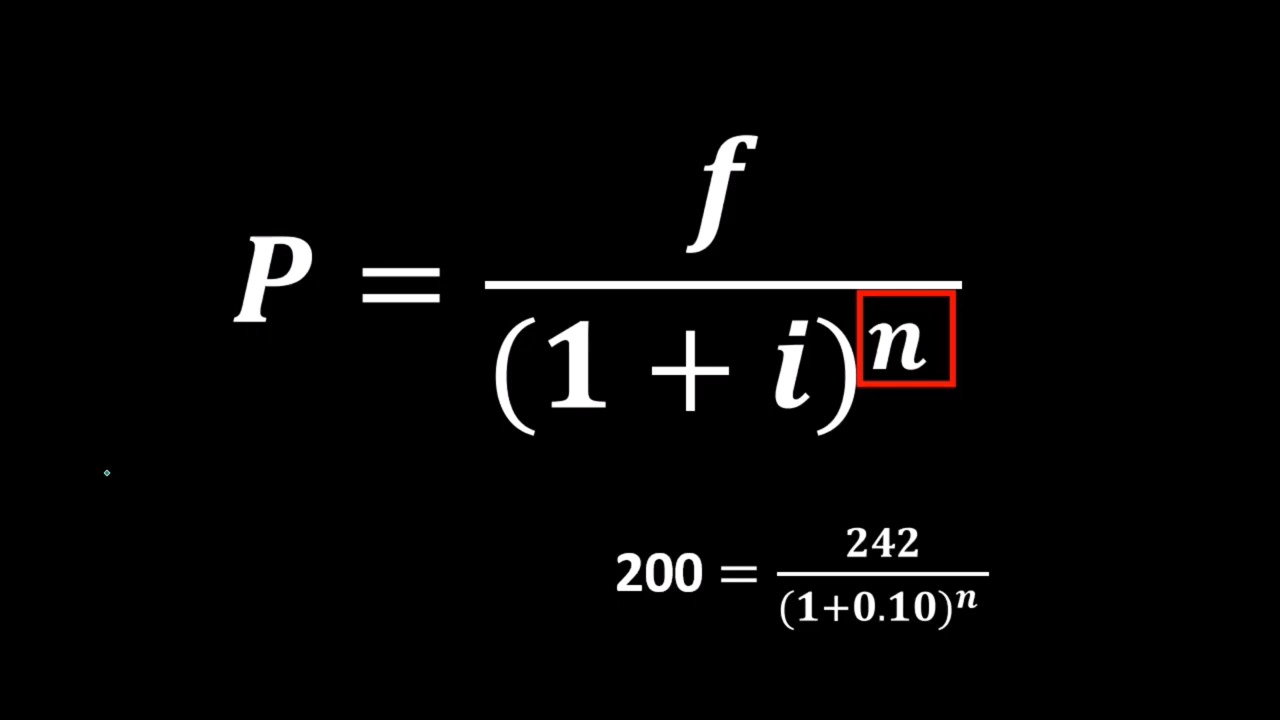 P = f / (1 + i)ⁿ
200 = 242 / (1+0.10)ⁿ